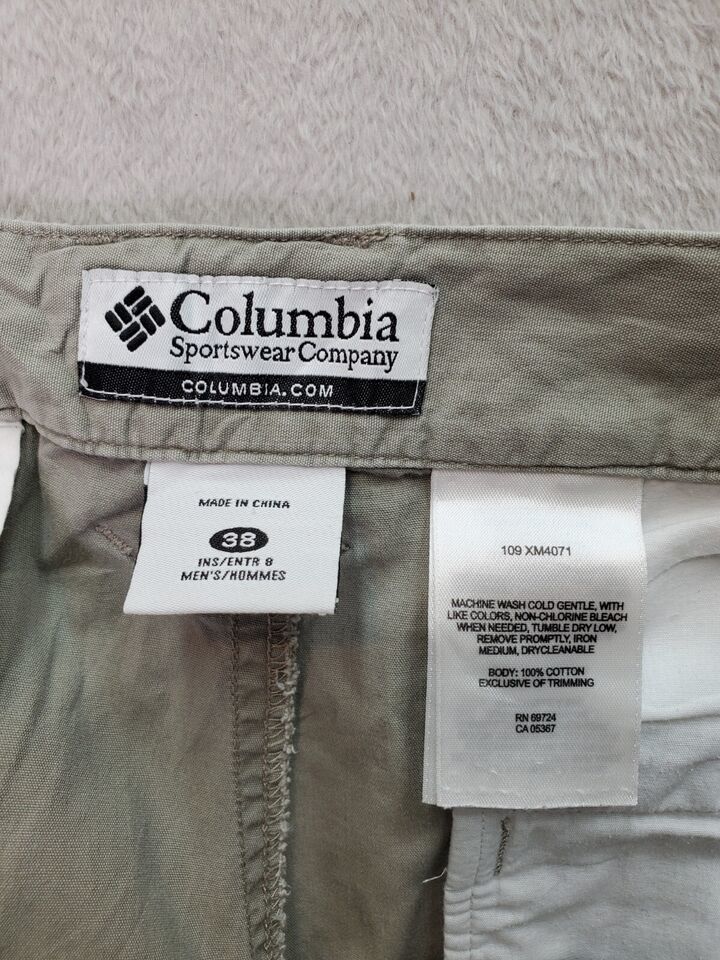 Columbia
Sportswear Company
COLUMBIA.COM
MADE IN CHINA
38
INS/ENTR 8
MEN'S/HOMMES
109 XM4071
MACHINE WASH COLD GENTLE, WITH
LIKE COLORS, NON-CHLORINE BLEACH
WHEN NEEDED, TUMBLE DRY LOW,
REMOVE PROMPTLY, IRON
MEDIUM, DRYCLEANABLE
BODY: 100% COTTON
EXCLUSIVE OF TRIMMING
RN 69724
CA 05367